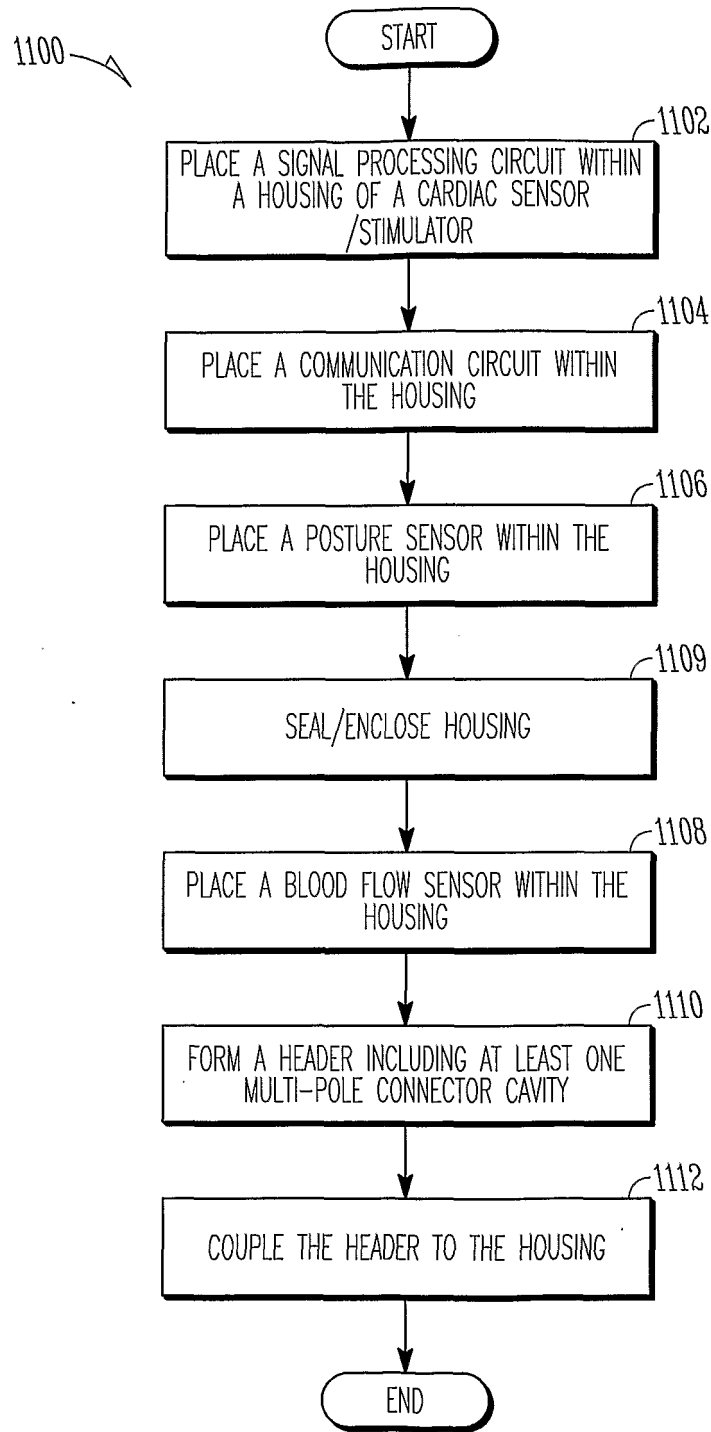 1100
START
1102
PLACE A SIGNAL PROCESSING CIRCUIT WITHIN
A HOUSING OF A CARDIAC SENSOR
/STIMULATOR
1104
PLACE A COMMUNICATION CIRCUIT WITHIN
THE HOUSING
1106
PLACE A POSTURE SENSOR WITHIN THE
HOUSING
1109
SEAL/ENCLOSE HOUSING
1108
PLACE A BLOOD FLOW SENSOR WITHIN THE
HOUSING
1110
FORM A HEADER INCLUDING AT LEAST ONE
MULTI-POLE CONNECTOR CAVITY
1112
COUPLE THE HEADER TO THE HOUSING
END